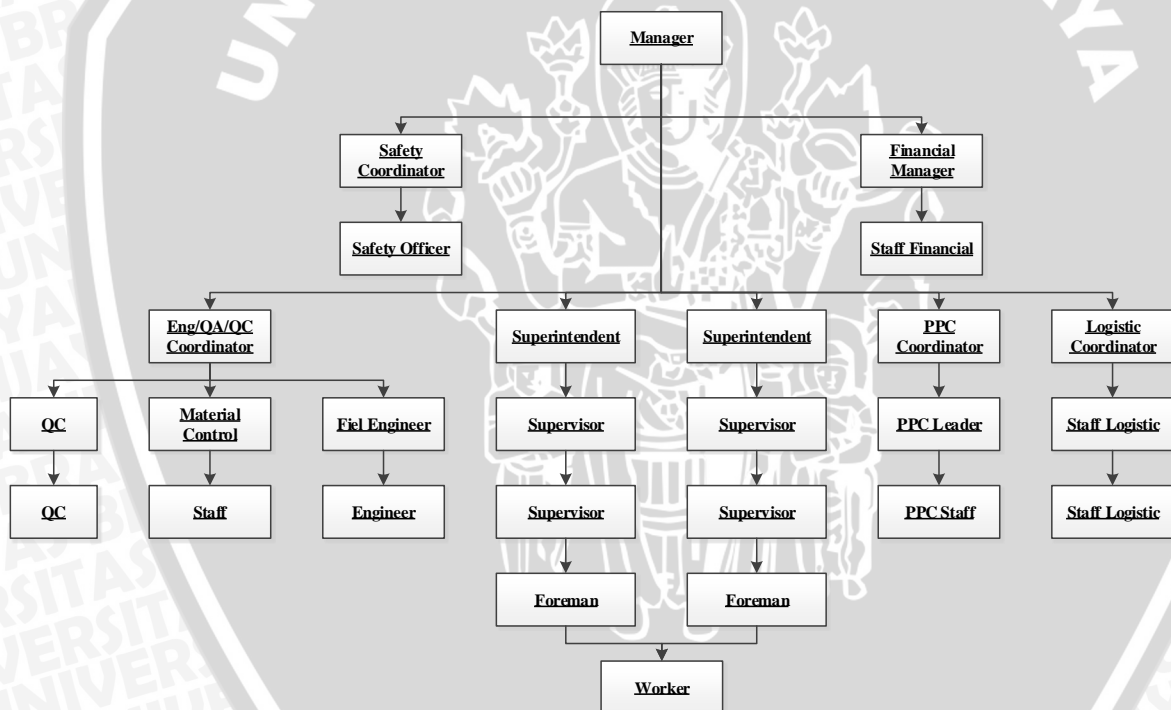 Manager
Safety
Coordinator
Financial
Manager
Safety Officer
Staff Financial
Eng/QA/QC
Coordinator
Superintendent
Superintendent
PPC
Coordinator
Logistic
Coordinator
QC
Material
Control
Fiel Engineer
Supervisor
Supervisor
PPC Leader
Staff Logistic
QC
Staff
Engineer
Supervisor
Supervisor
PPC Staff
Staff Logistic
Foreman
Foreman
Worker